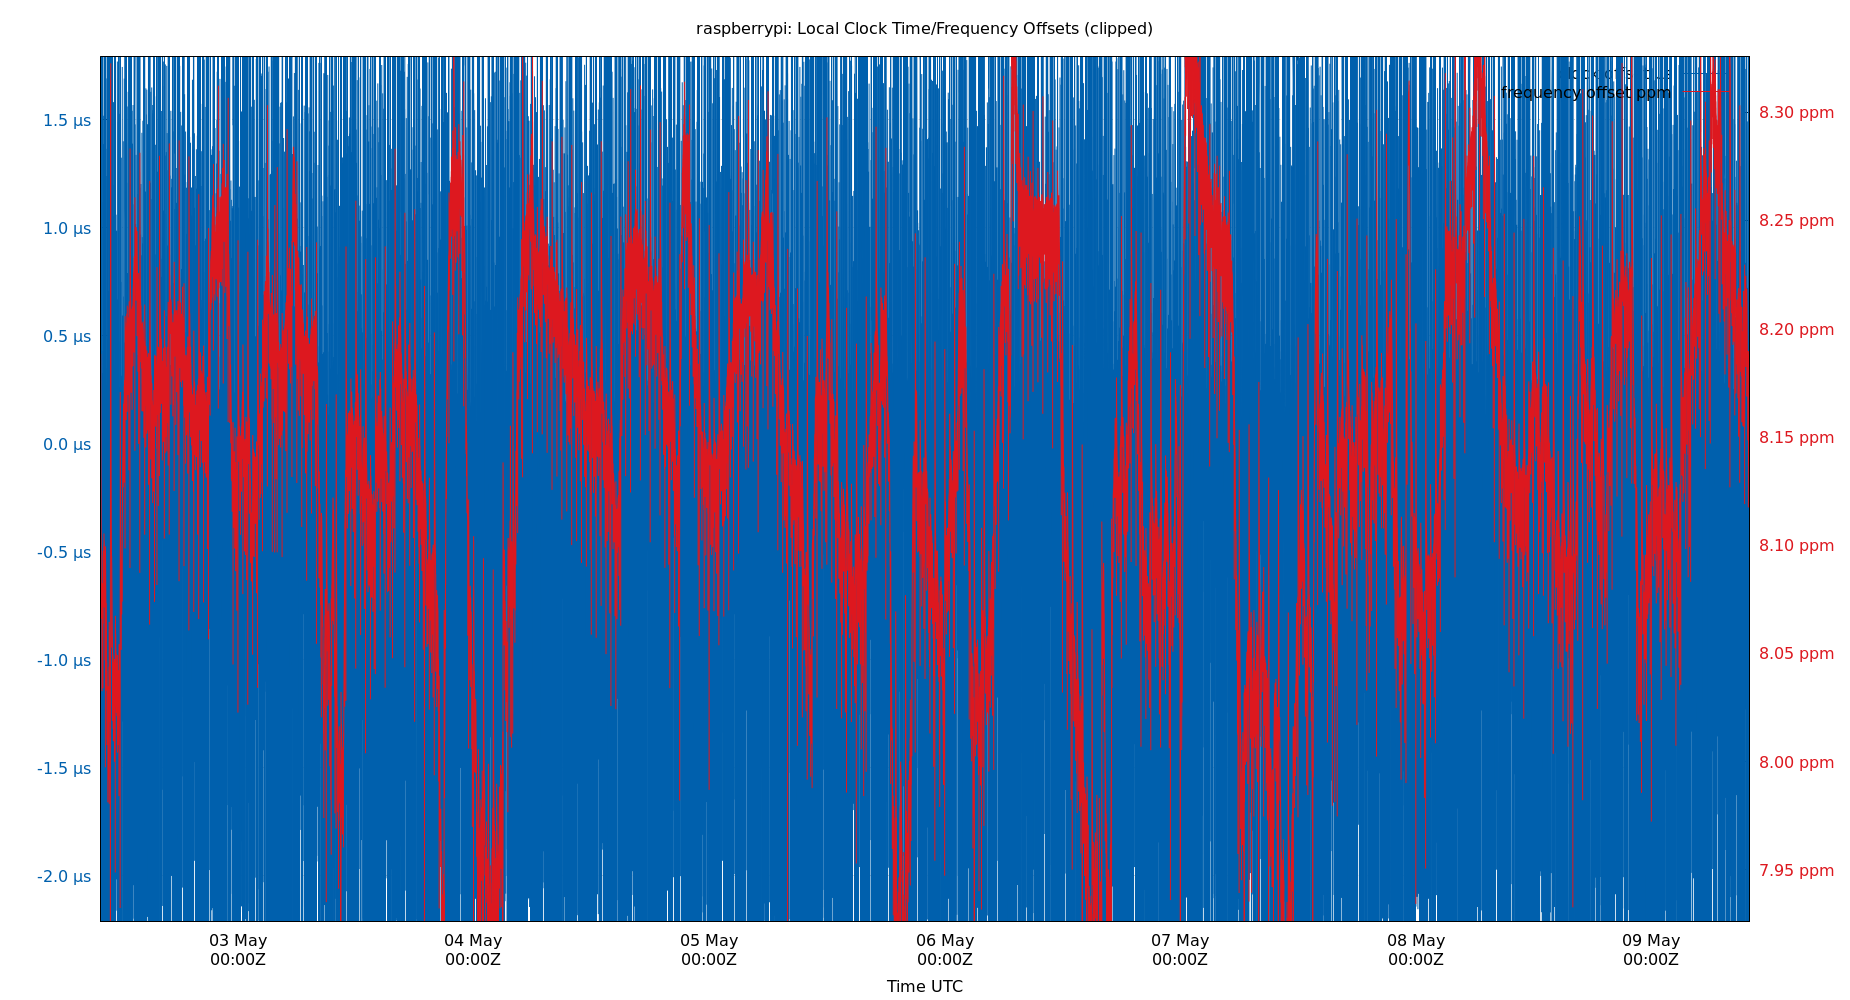 raspberrypi: Local Clock Time/Frequency Offsets (clipped)
frequency offset ppm
1.5 μs
1.0 μs
0.5 μs
0.0 μs
-0.5 μs
-1.0 μs
-1.5 μs
-2.0 μs
8.30 ppm
8.25 ppm
8.20 ppm
8.15 ppm
8.10 ppm
8.05 ppm
8.00 ppm
7.95 ppm
03 May 04 May 05 May 06 May 07 May 08 May 09 May
00:00Z 00:00Z 00:00Z 00:00Z 00:00Z 00:00Z 00:00Z
Time UTC